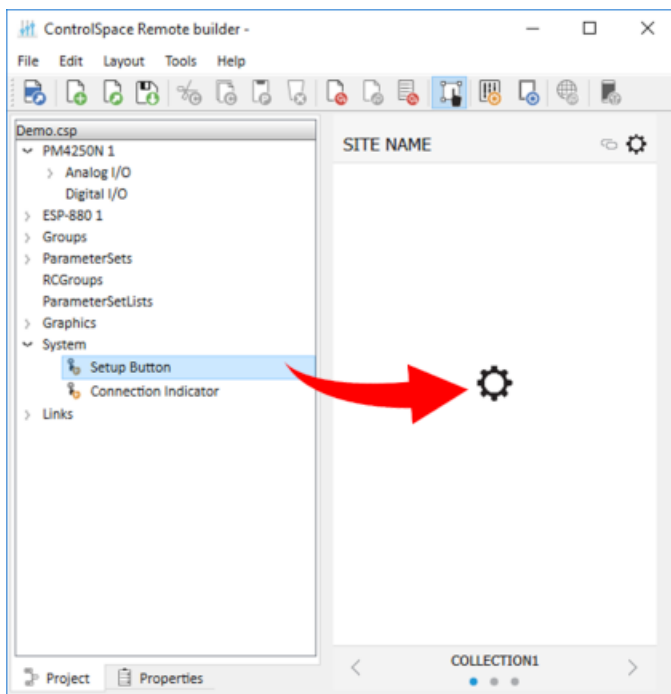 ControlSpace Remote builder -
File Edit Layout Tools Help
Demo.csp
PM4250N 1
Analog I/O
Digital I/O
ESP-880 1
Groups
ParameterSets
RCGroups
ParameterSetLists
Graphics
System
Setup Button
Connection Indicator
Links
Project Properties
SITE NAME
COLLECTION1